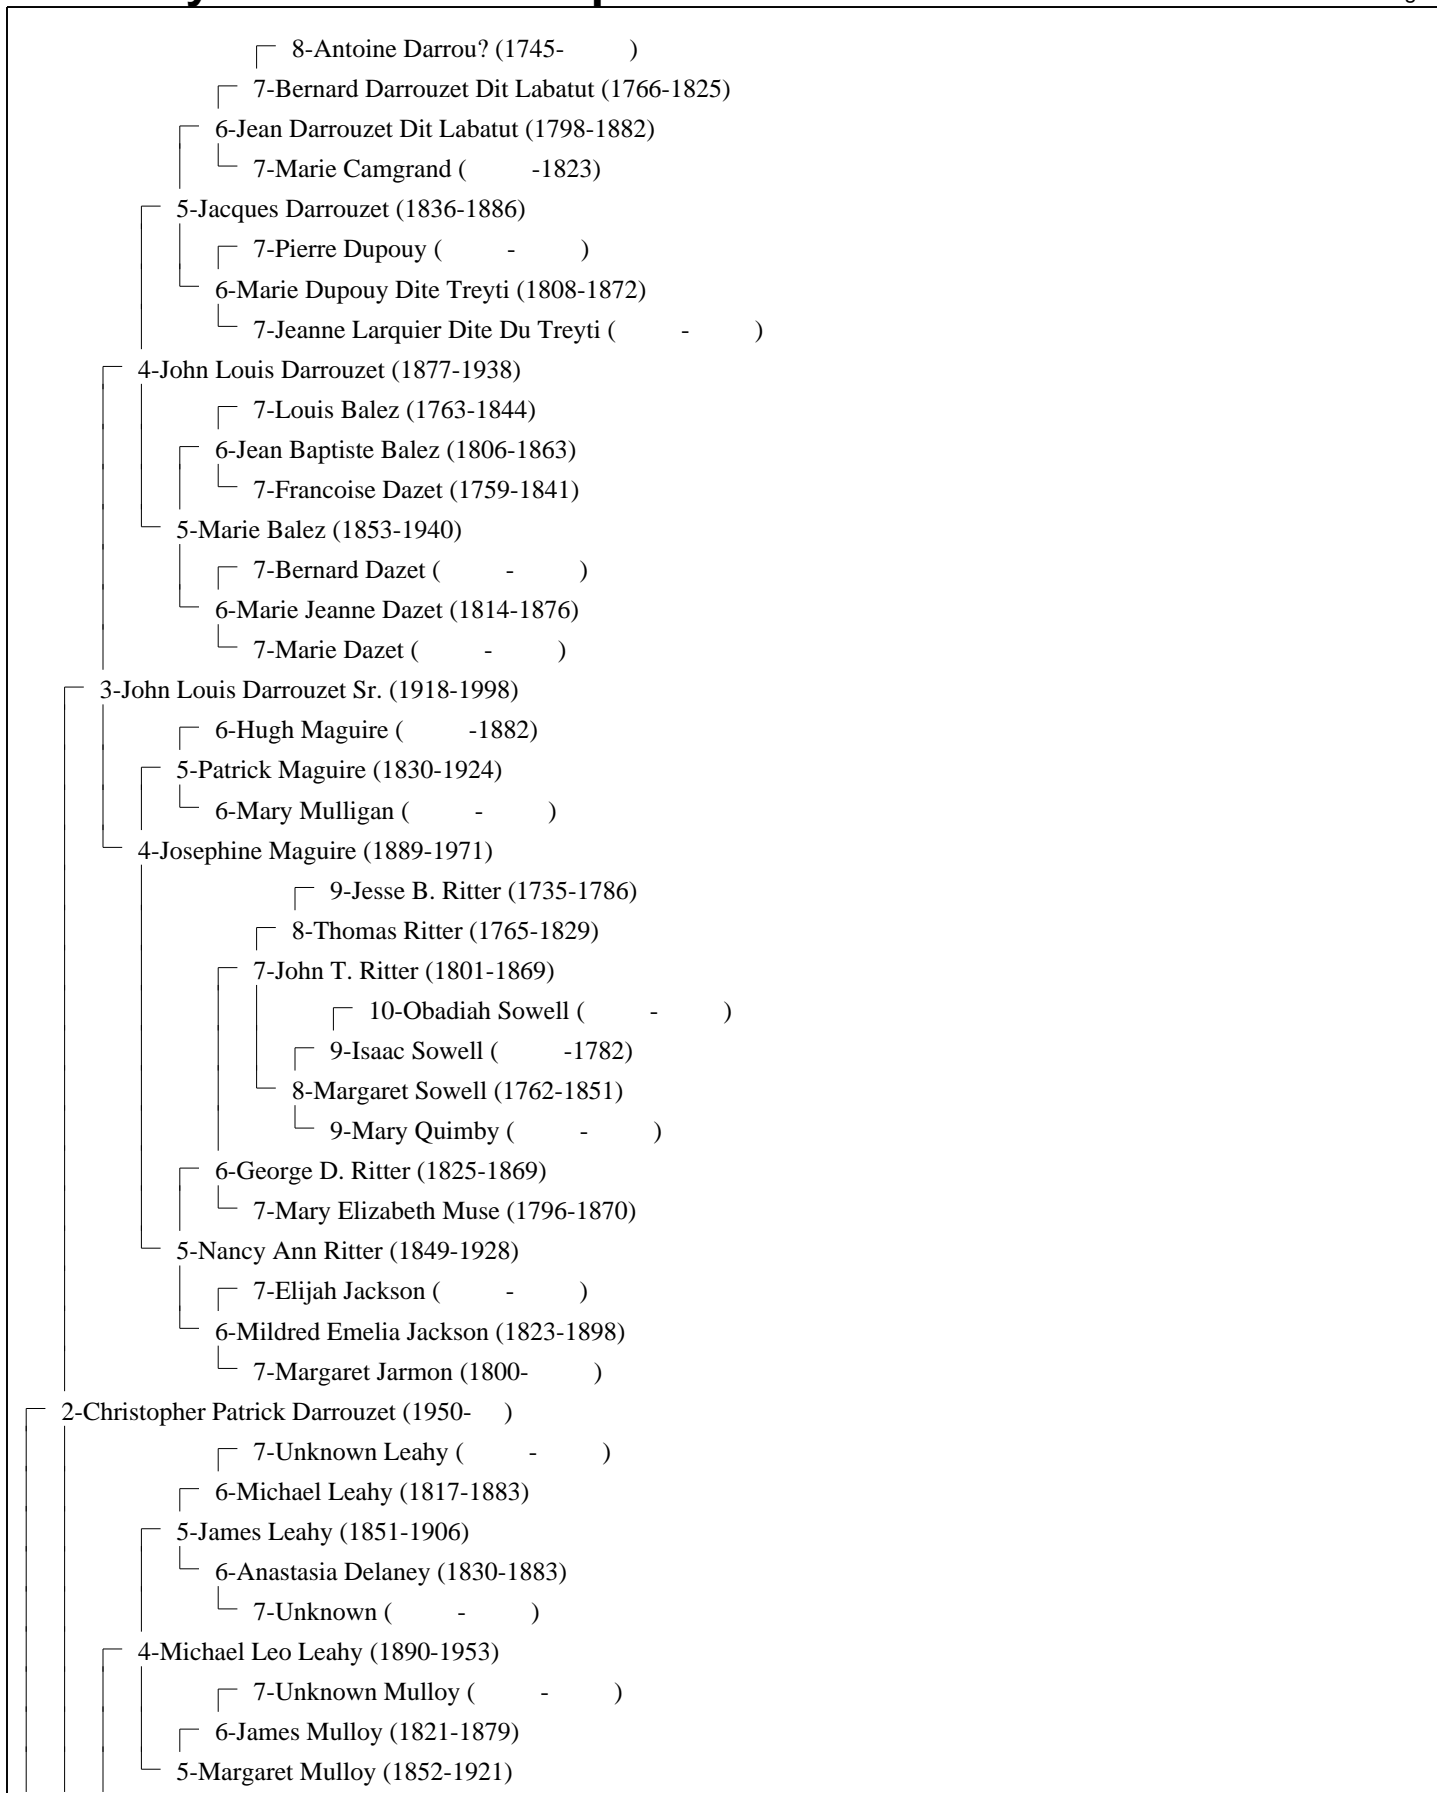 8-Antoine Darrou? (1745- )
7-Bernard Darrouzet Dit Labatut (1766-1825)
6-Jean Darrouzet Dit Labatut (1798-1882)
7-Marie Camgrand ( -1823)
5-Jacques Darrouzet (1836-1886)
7-Pierre Dupouy ( - )
6-Marie Dupouy Dite Treyti (1808-1872)
7-Jeanne Larquier Dite Du Treyti ( - )
4-John Louis Darrouzet (1877-1938)
7-Louis Balez (1763-1844)
6-Jean Baptiste Balez (1806-1863)
7-Francoise Dazet (1759-1841)
5-Marie Balez (1853-1940)
7-Bernard Dazet ( - )
6-Marie Jeanne Dazet (1814-1876)
7-Marie Dazet ( - )
3-John Louis Darrouzet Sr. (1918-1998)
6-Hugh Maguire ( -1882)
5-Patrick Maguire (1830-1924)
6-Mary Mulligan ( - )
4-Josephine Maguire (1889-1971)
9-Jesse B. Ritter (1735-1786)
8-Thomas Ritter (1765-1829)
7-John T. Ritter (1801-1869)
10-Obadiah Sowell ( - )
9-Isaac Sowell ( -1782)
8-Margaret Sowell (1762-1851)
9-Mary Quimby ( - )
6-George D. Ritter (1825-1869)
7-Mary Elizabeth Muse (1796-1870)
5-Nancy Ann Ritter (1849-1928)
7-Elijah Jackson ( - )
6-Mildred Emelia Jackson (1823-1898)
7-Margaret Jarmon (1800- )
2-Christopher Patrick Darrouzet (1950- )
7-Unknown Leahy ( - )
6-Michael Leahy (1817-1883)
5-James Leahy (1851-1906)
6-Anastasia Delaney (1830-1883)
7-Unknown ( - )
4-Michael Leo Leahy (1890-1953)
7-Unknown Mulloy ( - )
6-James Mulloy (1821-1879)
5-Margaret Mulloy (1852-1921)